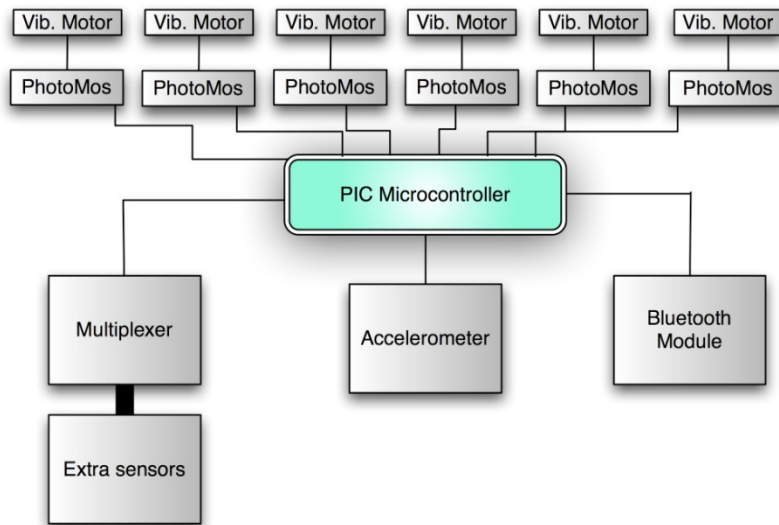 Vib. Motor Vib. Motor Vib. Motor Vib. Motor Vib. Motor Vib. Motor
PhotoMos PhotoMos PhotoMos PhotoMos PhotoMos PhotoMos
PIC Microcontroller
Multiplexer
Accelerometer
Bluetooth
Module
Extra sensors